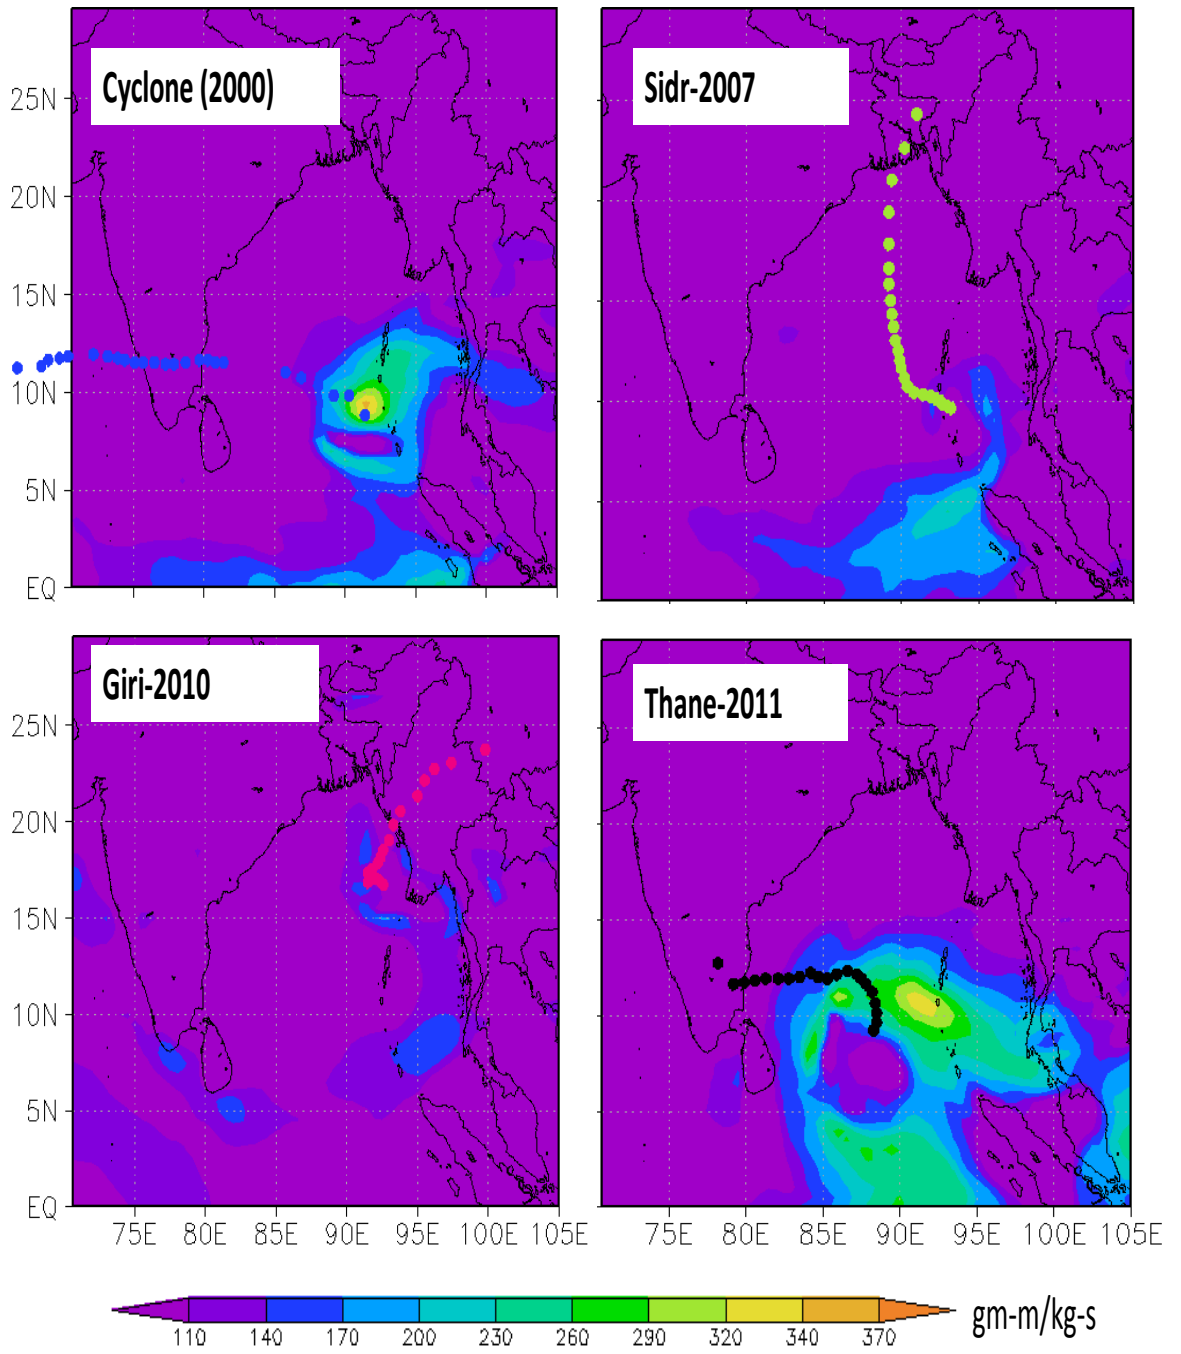 Cyclone (2000)
Sidr-2007
25N
20N
15N
10N
5N
EQ
Giri-2010
Thane-2011
25N
20N
15N
10N
5N
EQ
75E 80E 85E 90E 95E 100E 105E
75E 80E 85E 90E 95E 100E 105E
110 140 170 200 230 260 290 320 340 370
gm-m/kg-s